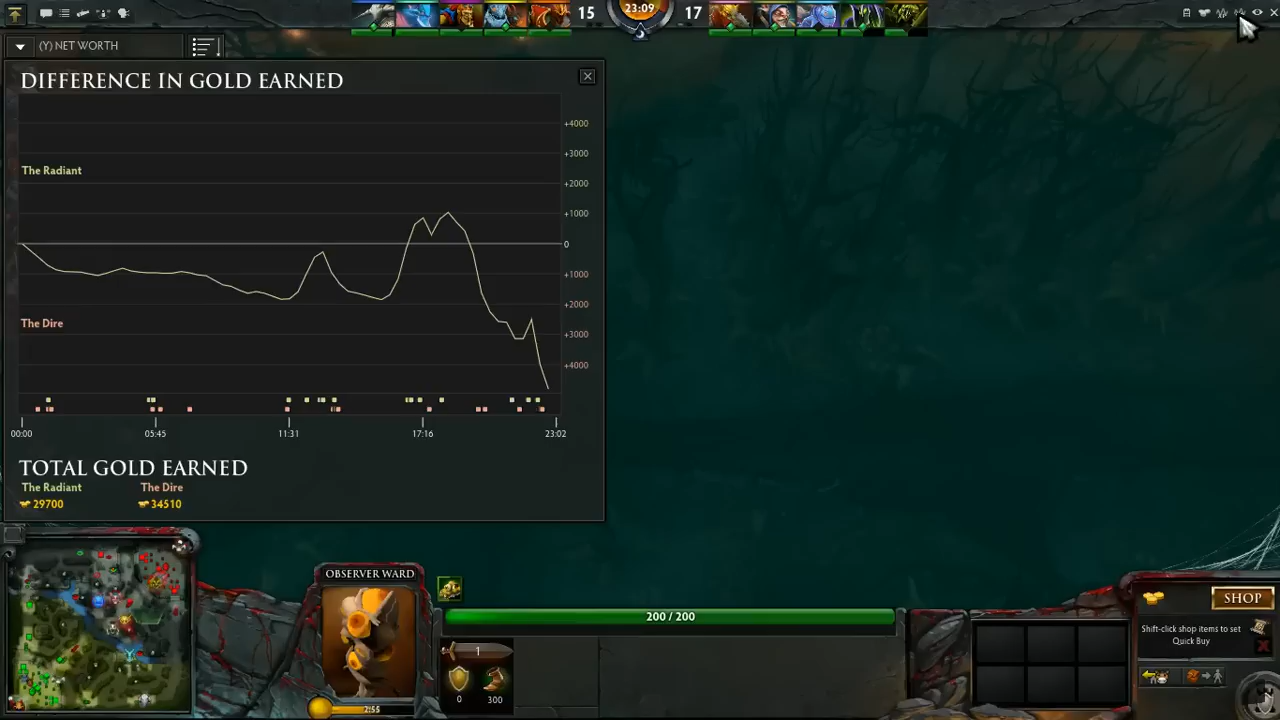 15
23:09
17
(Y) NET WORTH
DIFFERENCE IN GOLD EARNED
+4000
+3000
The Radiant
+2000
+1000
0
+1000
+2000
The Dire
+3000
+4000
00:00
05:45
11:31
17:16
23:02
TOTAL GOLD EARNED
The Radiant
The Dire
29700
34510
OBSERVER WARD
200 / 200
SHOP
1
Shift-click shop items to set
Quick Buy
0
300
2:55